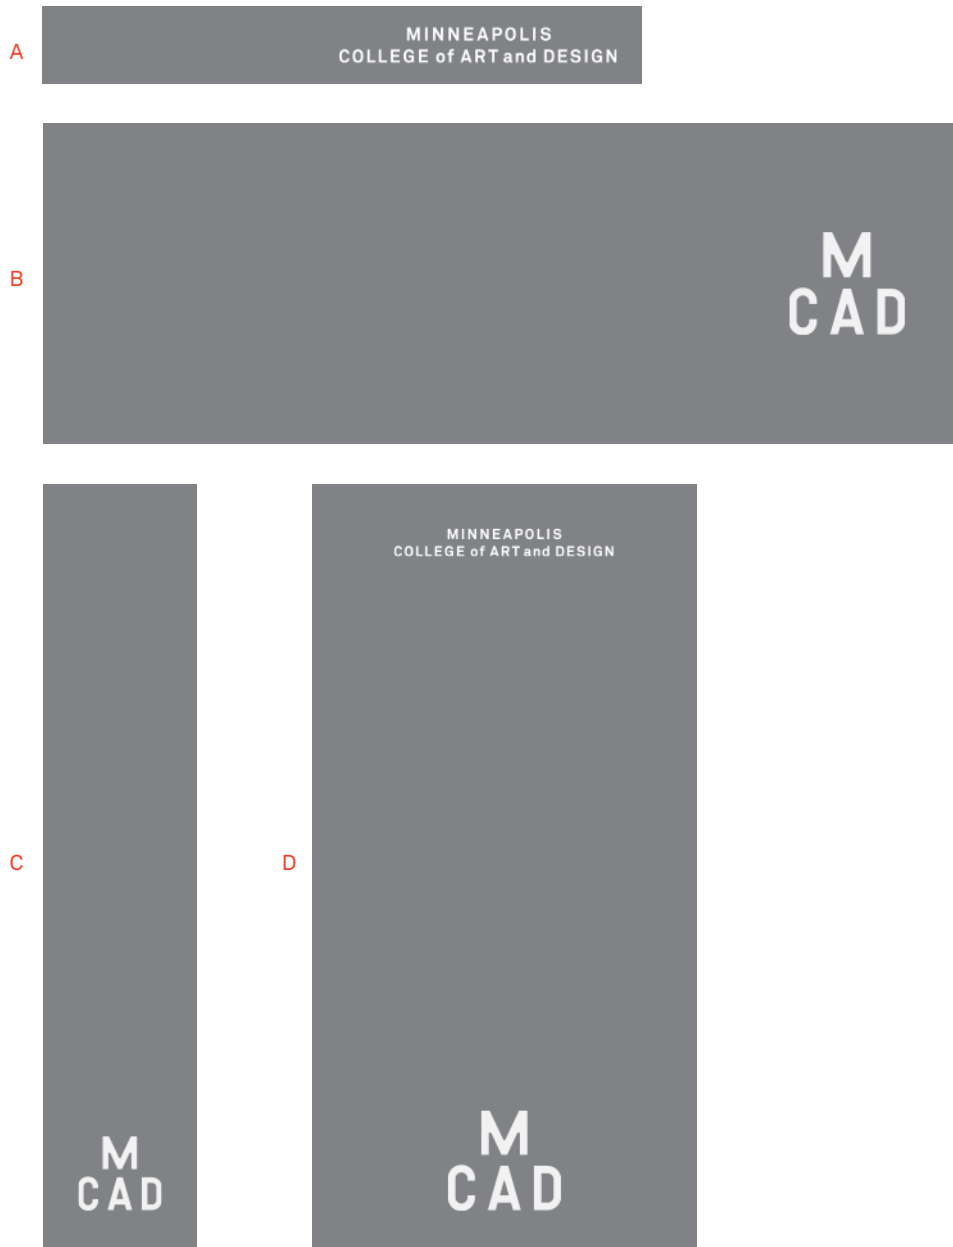 A
MINNEAPOLIS
COLLEGE of ART and DESIGN
B
M
CAD
C
M
CAD
D
MINNEAPOLIS
COLLEGE of ART and DESIGN
M
CAD